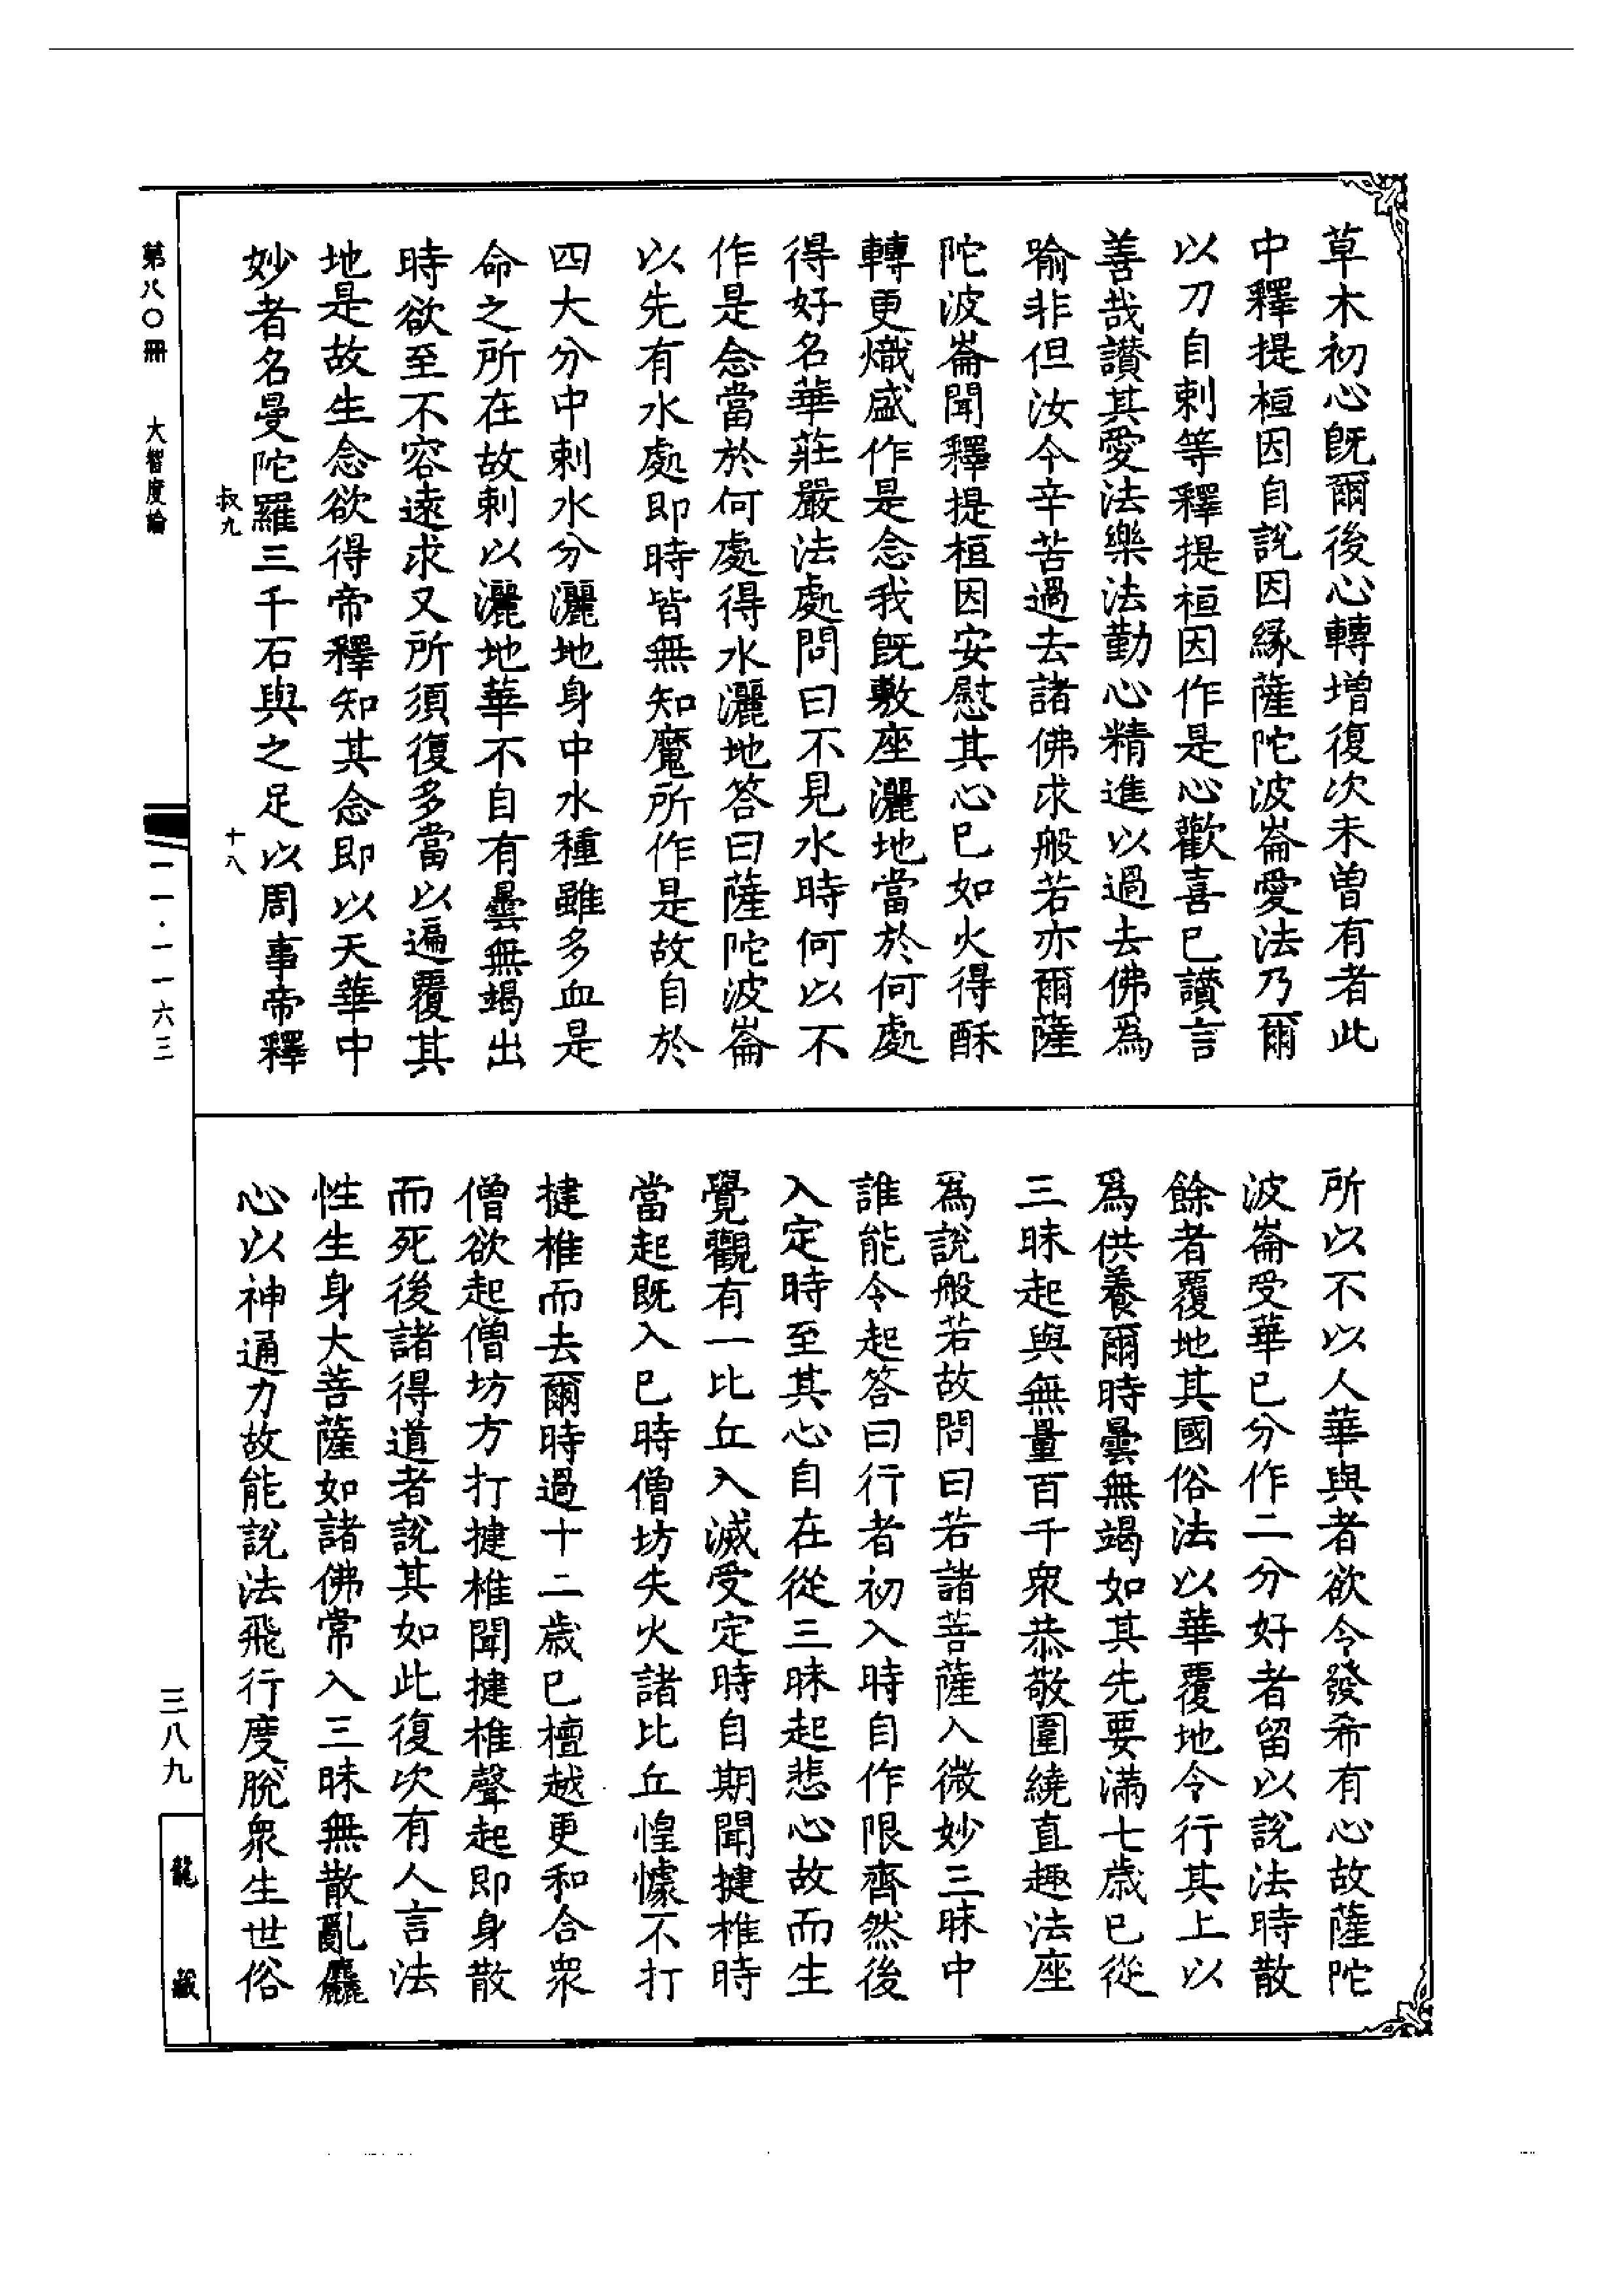 草木初心既爾後心轉增復次未曾有者此
中釋提桓因自說因緣薩陀波崙愛法乃爾
以刀自刺等釋提桓因作是心歡喜已讚言
善哉讚其愛法樂法勤心精進以過去佛爲
喻非但汝今辛苦過去諸佛求般若亦爾薩
陀波崙聞釋提桓因安慰其心已如火得酥
轉更熾盛作是念我既敷座灑地當於何處
得好名華莊嚴法處問曰不見水時何以不
作是念當於何處得水灑地答曰薩陀波崙
以先有水處即時皆無知魔所作是故自於
四大分中刺水分灑地身中水種雖多血是
命之所在故刺以灑地華不自有曇無竭出
時欲至不容遠求又所須復多當以遍覆其
地是故生念欲得帝釋知其念即以天華中
妙者名曼陀羅三千石與之足以周事帝釋
叔九
十八
所以不以人華與者欲令發希有心故薩陀
波崙受華已分作二分好者留以說法時散
餘者覆地其國俗法以華覆地令行其上以
爲供養爾時曇無竭如其先要滿七歲已從
三昧起與無量百千衆恭敬圍繞直趣法座
爲說般若故問曰若諸菩薩入微妙三昧中
誰能令起答曰行者初入時自作限齊然後
入定時至其心自在從三昧起悲心故而生
覺觀有一比丘入滅受定時自期聞揵椎時
當起既入已時僧坊失火諸比丘惶懅不打
揵椎而去爾時過十二歲已檀越更和合衆
僧欲起僧坊方打揵椎聞揵椎聲起即身散
而死後諸得道者說其如此復次有人言法
性生身大菩薩如諸佛常入三昧無散亂麤
心以神通力故能說法飛行度脫衆生世俗
第八〇冊
大智度論
一一·一一六三
三八九
龍藏